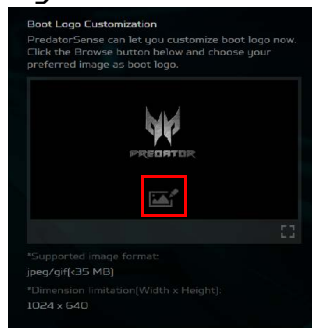 Boot Logo Customization
PredatorSense can let you customize boot logo now.
Click the Browse button below and choose your
preferred image as boot logo.
PREDATOR
*Supported image format:
jpeg/gif(<35 MB)
*Dimension limitation(Width x Height):
1024 x 640